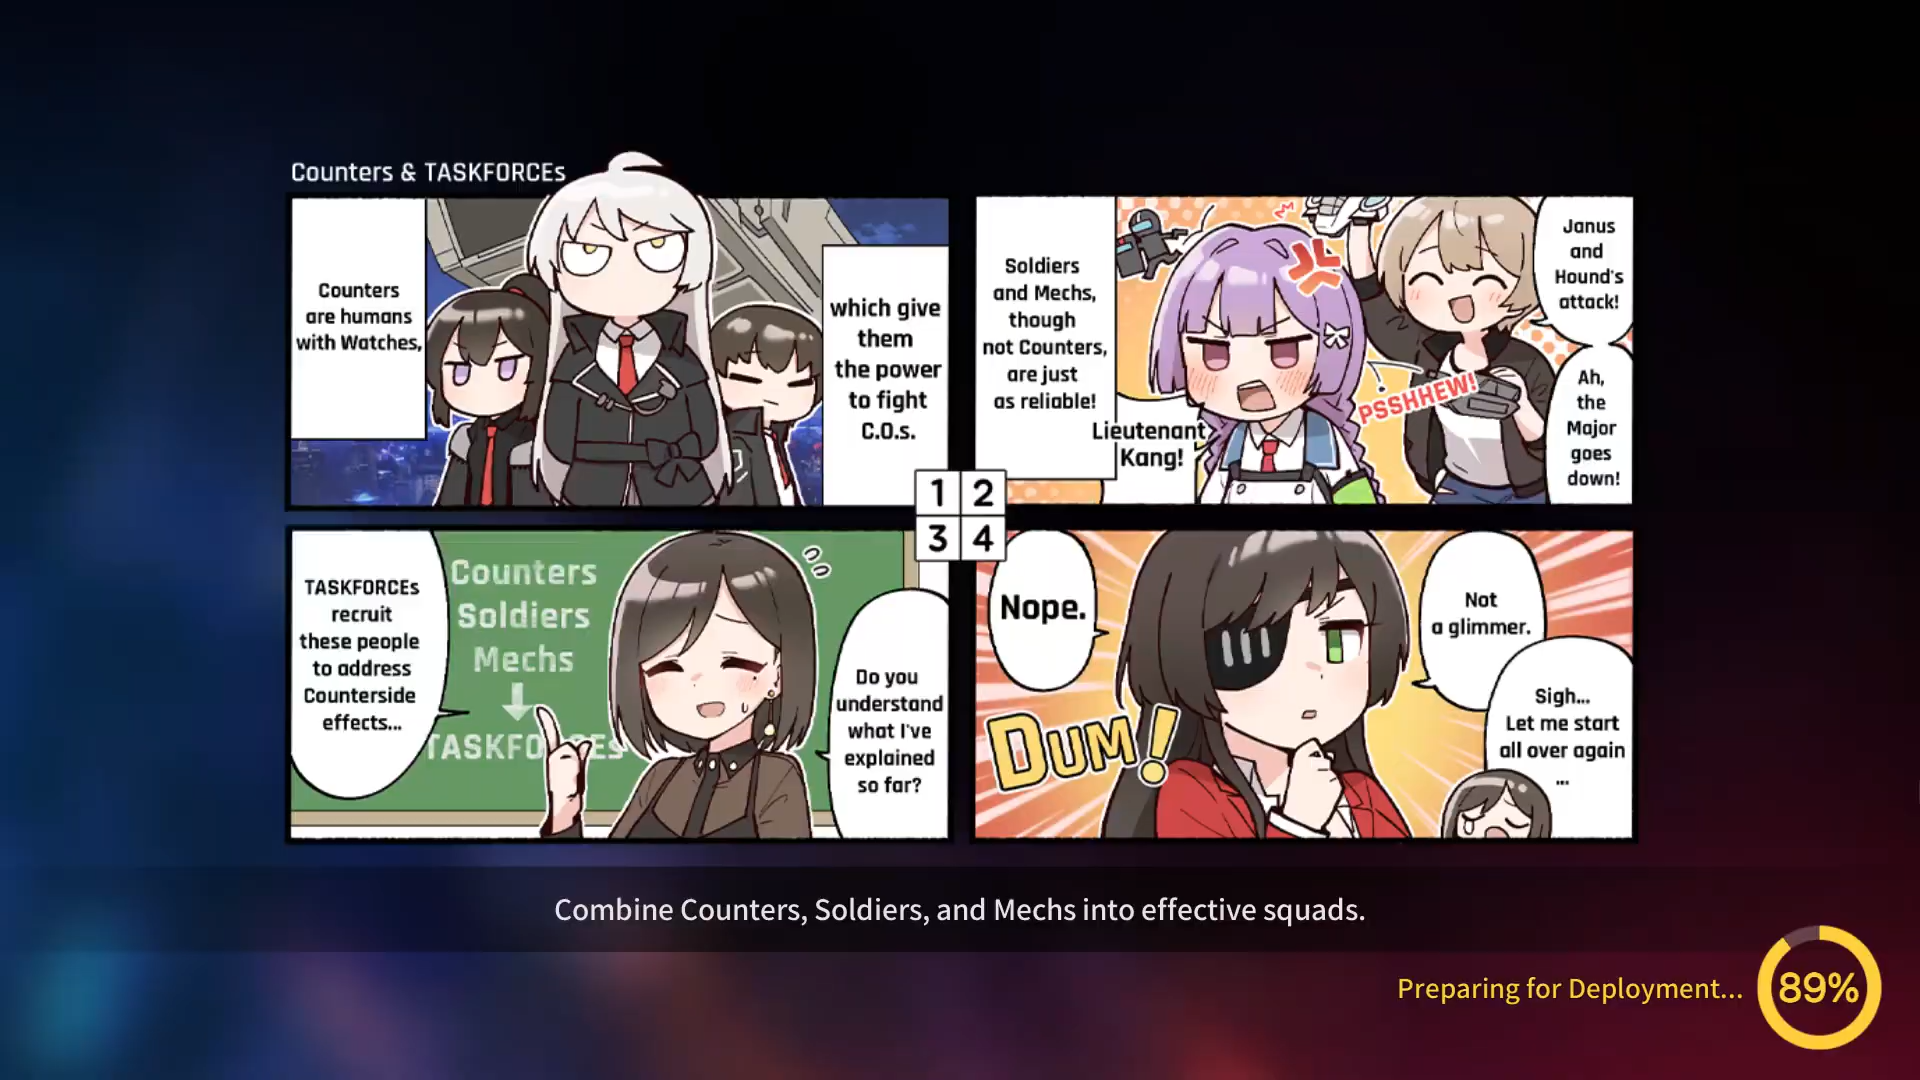 Counters & TASKFORCEs
Counters
are humans
with Watches,
which give
them
the power
to fight
C.O.s.
Soldiers
and Mechs,
though
not Counters,
are just
as reliable!
Lieutenant
Kang!
PSSHHEW!
Janus
and
Hound's
attack!
Ah,
the
Major
goes
down!
1 2
3 4
TASKFORCEs
recruit
these people
to address
Counterside
effects...
Counters
Soldiers
Mechs
Do you
understand
what I've
explained
so far?
Nope.
DUM!
Not
a glimmer.
Sigh...
Let me start
all over again
...
Combine Counters, Soldiers, and Mechs into effective squads.
Preparing for Deployment...
89%